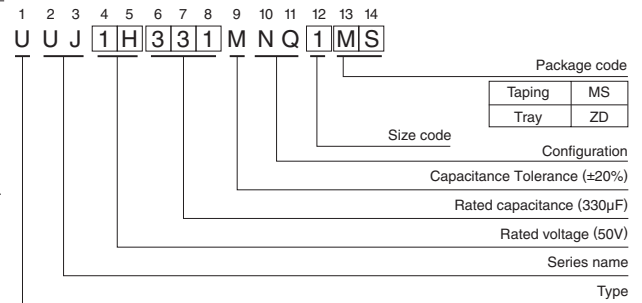 1 2 3 4 5 6 7 8 9 10 11 12 13 14
U U J 1 H 3 3 1 M N Q 1 M S
Package code
Taping MS
Tray ZD
Size code
Configuration
Capacitance Tolerance (±20%)
Rated capacitance (330µF)
Rated voltage (50V)
Series name
Type